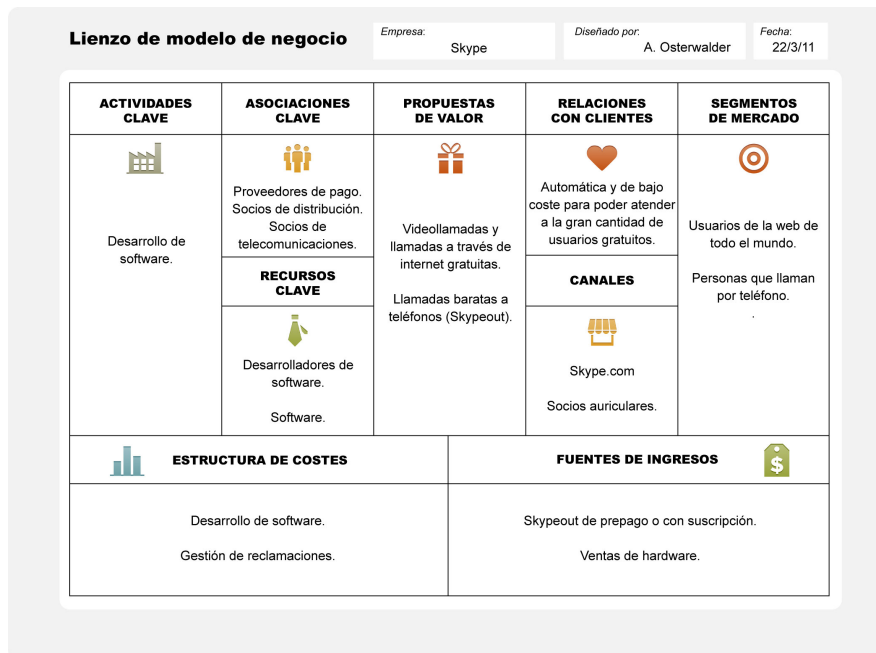 Lienzo de modelo de negocio
Empresa:
Skype
Diseñado por:
A. Osterwalder
Fecha:
22/3/11
ACTIVIDADES
CLAVE
Desarrollo de
software.
ASOCIACIONES
CLAVE
Proveedores de pago.
Socios de distribución.
Socios de
telecomunicaciones.
RECURSOS
CLAVE
Desarrolladores de
software.
Software.
PROPUESTAS
DE VALOR
Videollamadas y
llamadas a través de
internet gratuitas.
Llamadas baratas a
teléfonos (Skypeout).
RELACIONES
CON CLIENTES
Automática y de bajo
coste para poder atender
a la gran cantidad de
usuarios gratuitos.
CANALES
Skype.com
Socios auriculares.
SEGMENTOS
DE MERCADO
Usuarios de la web de
todo el mundo.
Personas que llaman
por teléfono.
.
ESTRUCTURA DE COSTES
Desarrollo de software.
Gestión de reclamaciones.
FUENTES DE INGRESOS
$
Skypeout de prepago o con suscripción.
Ventas de hardware.